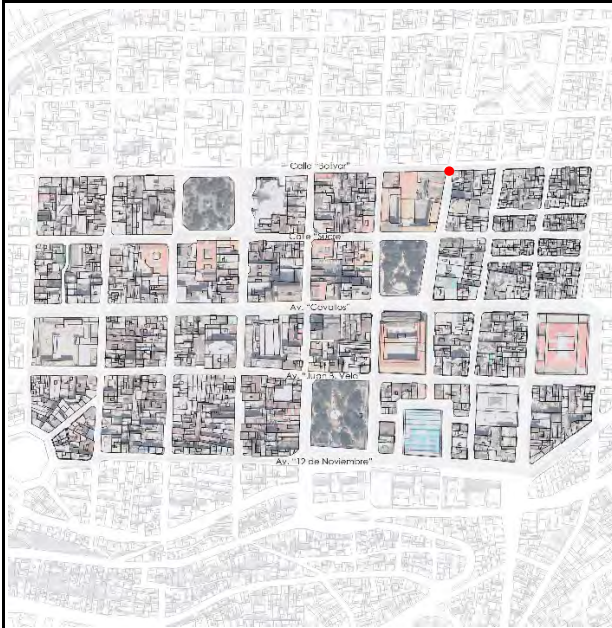 Calle "Bolívar"
Calle "Sucre"
Av. "Cevallos"
Av. "Juan B. Vela"
Av. "12 de Noviembre"